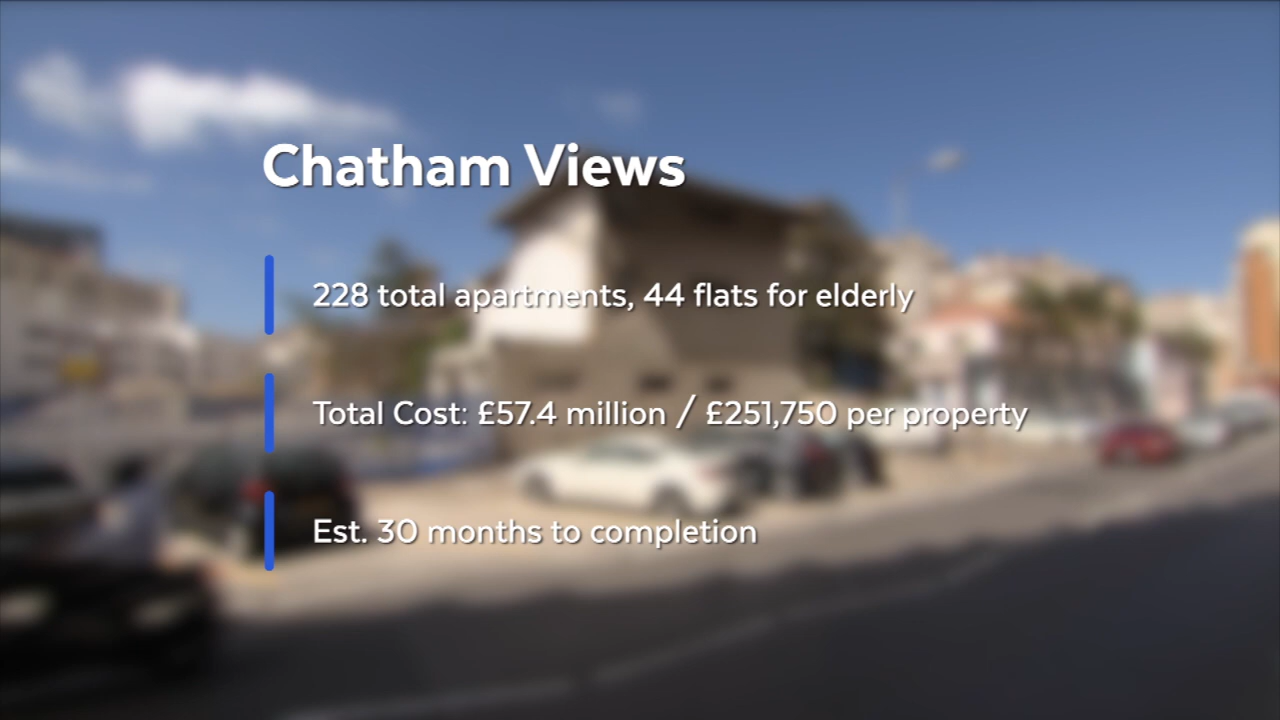 Chatham Views
228 total apartments, 44 flats for elderly
Total Cost: £57.4 million / £251,750 per property
Est. 30 months to completion